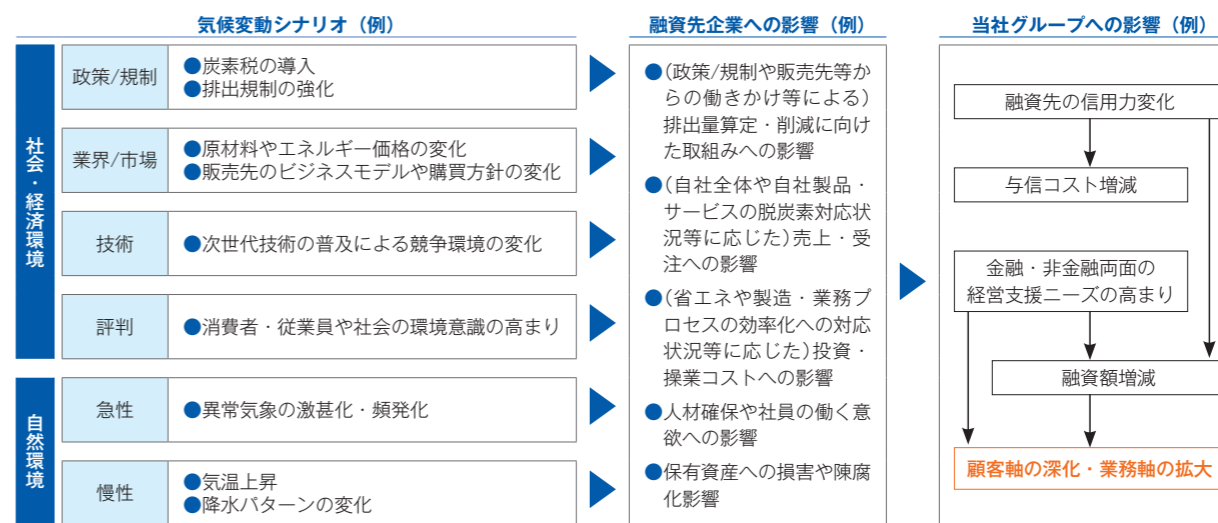 気候変動シナリオ（例）
融資先企業への影響（例）
当社グループへの影響（例）
社会・経済環境
政策/規制
●炭素税の導入
●排出規制の強化
業界/市場
●原材料やエネルギー価格の変化
●販売先のビジネスモデルや購買方針の変化
技術
●次世代技術の普及による競争環境の変化
評判
●消費者・従業員や社会の環境意識の高まり
自然環境
急性
●異常気象の激甚化・頻発化
慢性
●気温上昇
●降水パターンの変化
●（政策/規制や販売先等か
らの働きかけ等による）
排出量算定・削減に向け
た取組みへの影響
●（自社全体や自社製品・
サービスの脱炭素対応状
況等に応じた）売上・受
注への影響
●（省エネや製造・業務プ
ロセスの効率化への対応
状況等に応じた）投資・
操業コストへの影響
●人材確保や社員の働く意
欲への影響
●保有資産への損害や陳腐
化影響
融資先の信用力変化
与信コスト増減
金融・非金融両面の
経営支援ニーズの高まり
融資額増減
顧客軸の深化・業務軸の拡大